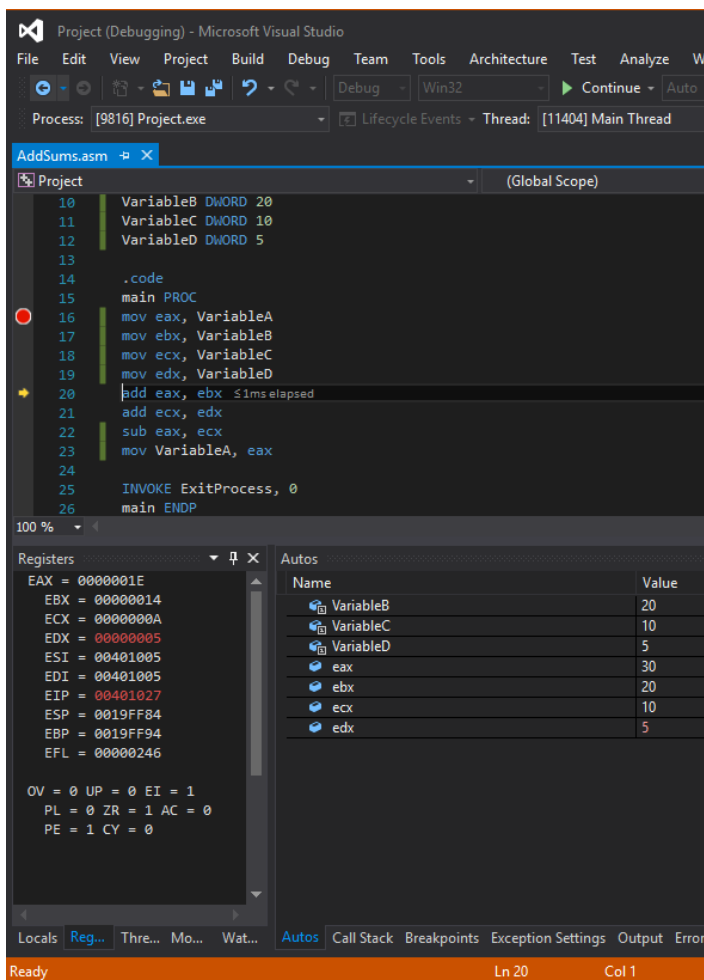 Project (Debugging) - Microsoft Visual Studio
File Edit View Project Build Debug Team Tools Architecture Test Analyze W
Debug Win32 Continue Auto
Process: [9816] Project.exe Lifecycle Events Thread: [11404] Main Thread
AddSums.asm
Project (Global Scope)
10 VariableB DWORD 20
11 VariableC DWORD 10
12 VariableD DWORD 5
13
14 .code
15 main PROC
16 mov eax, VariableA
17 mov ebx, VariableB
18 mov ecx, VariableC
19 mov edx, VariableD
20 add eax, ebx ≤1ms elapsed
21 add ecx, edx
22 sub eax, ecx
23 mov VariableA, eax
24
25 INVOKE ExitProcess, 0
26 main ENDP
100 %
Registers
EAX = 0000001E
EBX = 00000014
ECX = 0000000A
EDX = 00000005
ESI = 00401005
EDI = 00401005
EIP = 00401027
ESP = 0019FF84
EBP = 0019FF94
EFL = 00000246
OV = 0 UP = 0 EI = 1
PL = 0 ZR = 1 AC = 0
PE = 1 CY = 0
Autos
Name Value
VariableB 20
VariableC 10
VariableD 5
eax 30
ebx 20
ecx 10
edx 5
Locals Reg... Thre... Mo... Wat...
Autos Call Stack Breakpoints Exception Settings Output Error
Ready Ln 20 Col 1